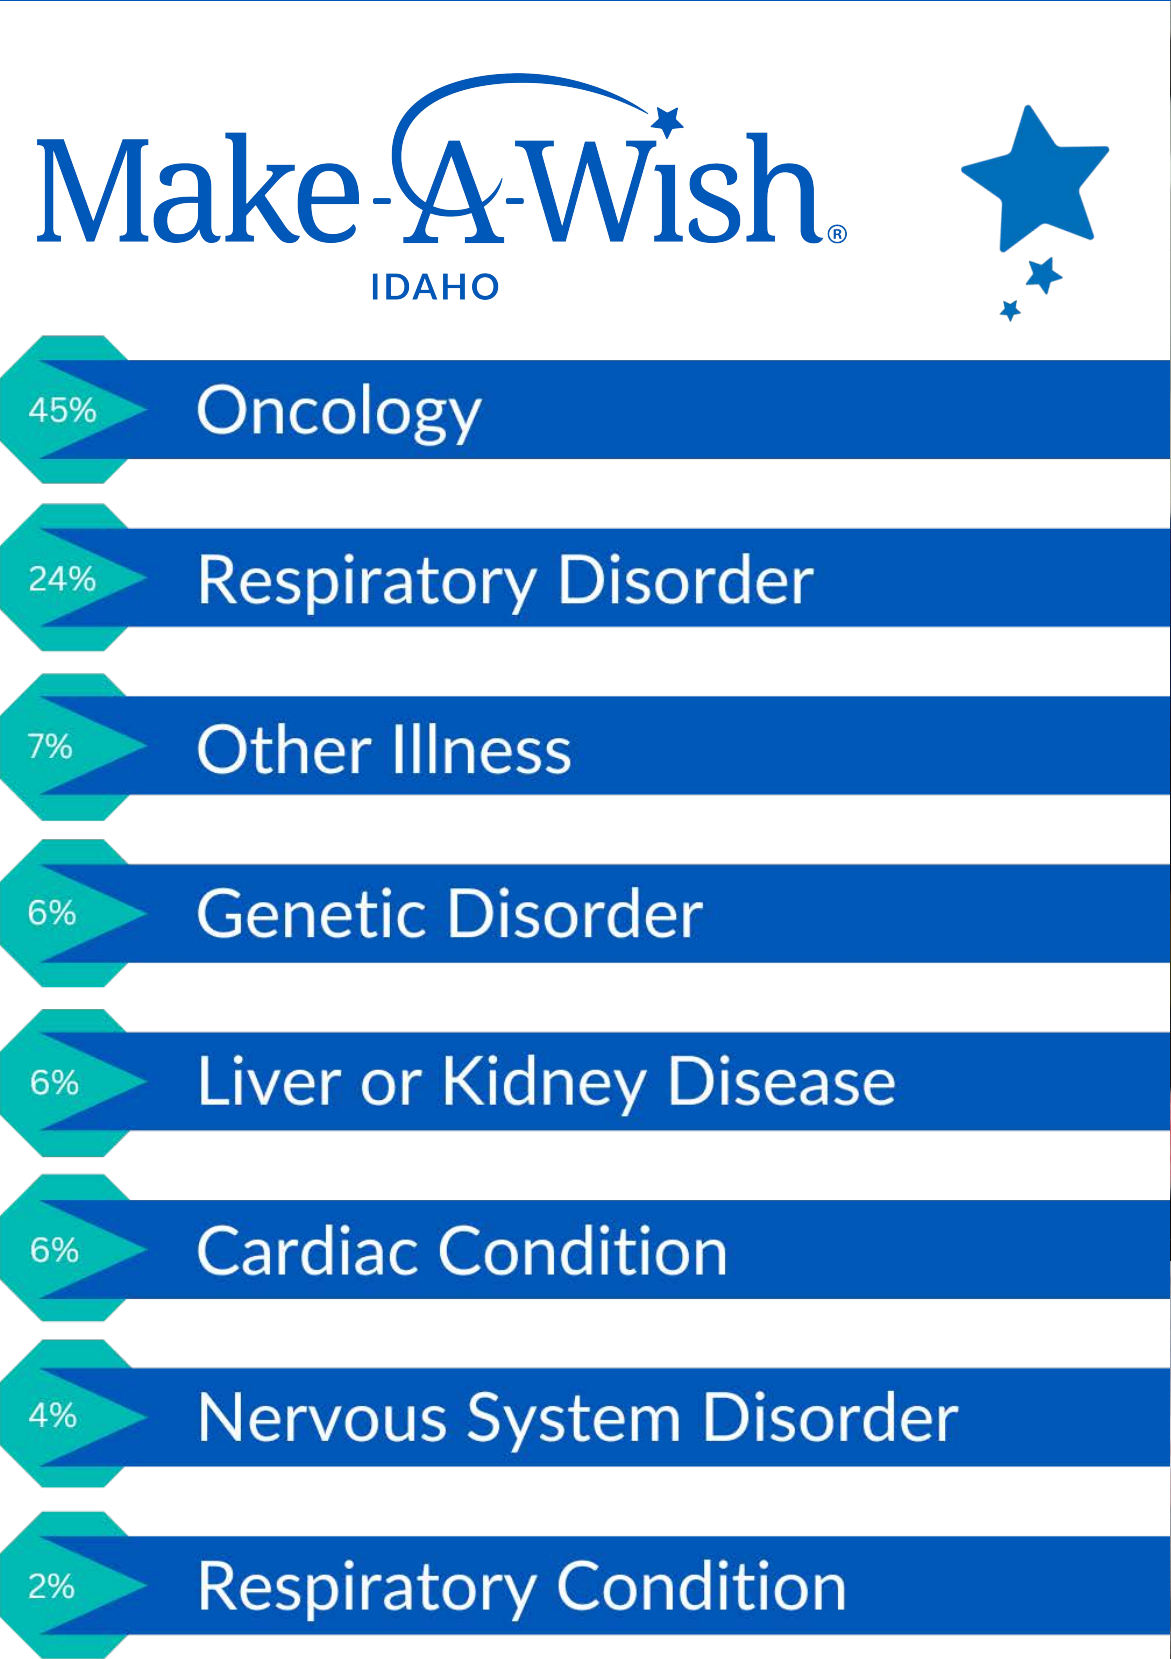 Make-A-Wish®
IDAHO
45% Oncology
24% Respiratory Disorder
7% Other Illness
6% Genetic Disorder
6% Liver or Kidney Disease
6% Cardiac Condition
4% Nervous System Disorder
2% Respiratory Condition